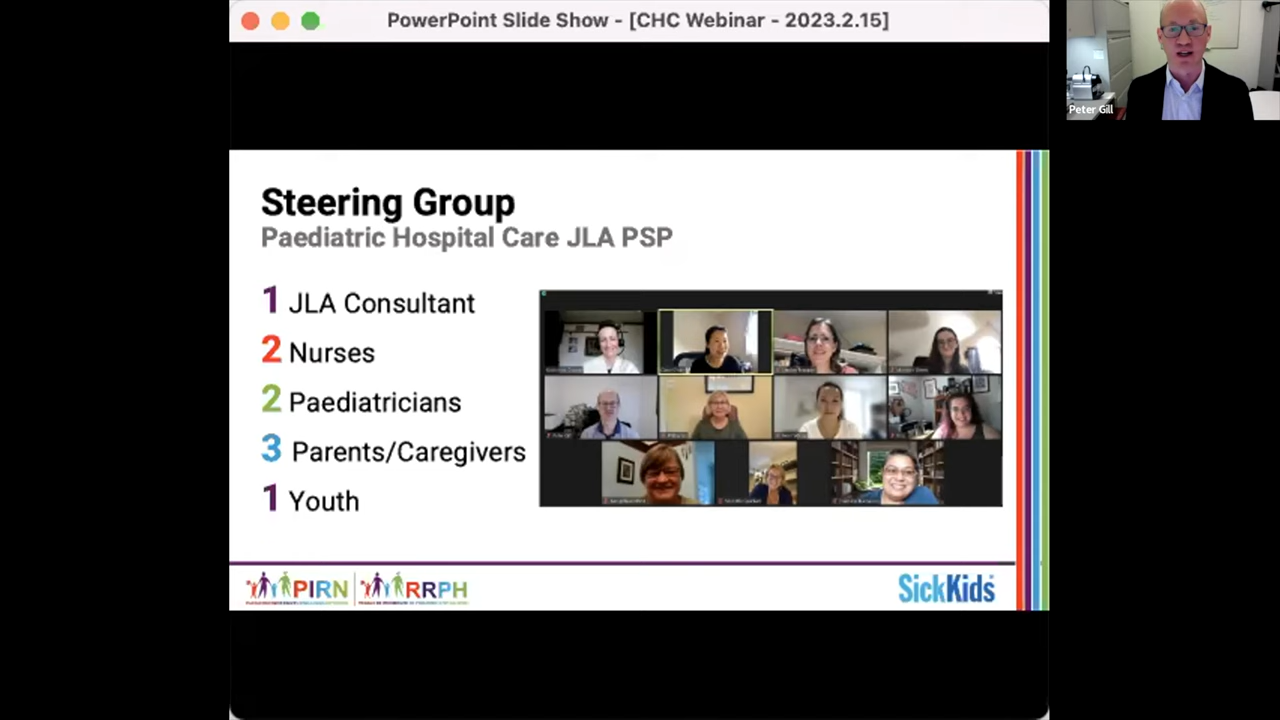 PowerPoint Slide Show - [CHC Webinar - 2023.2.15]
Peter Gill
Steering Group
Paediatric Hospital Care JLA PSP
1 JLA Consultant
2 Nurses
2 Paediatricians
3 Parents/Caregivers
1 Youth
PIRN
RRPH
SickKids